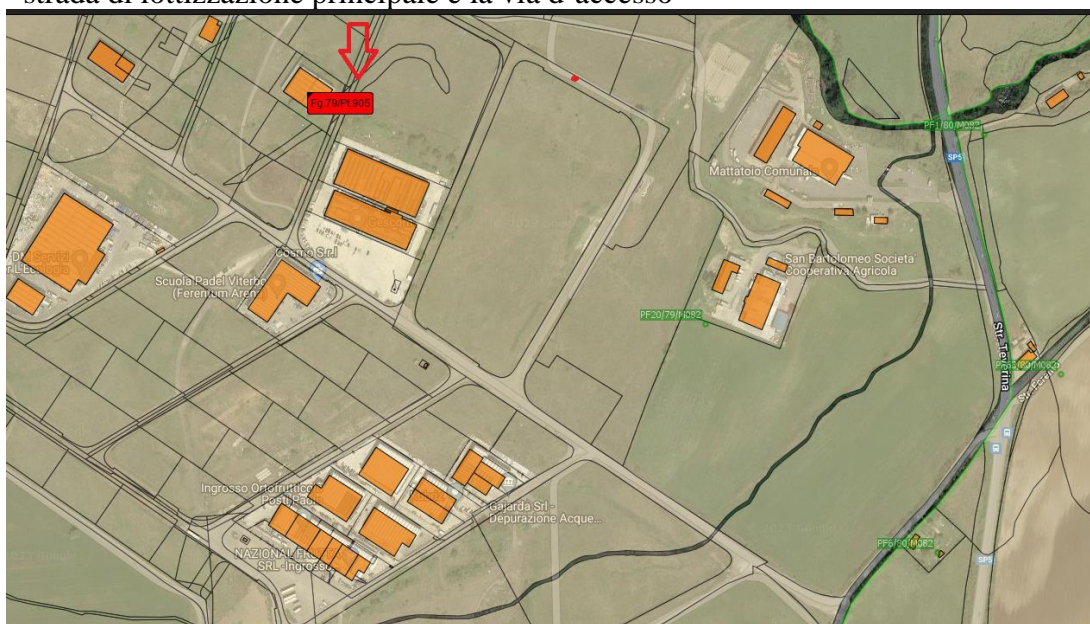 strada di lottizzazione principale e la via d'accesso
Fg.79/Pt.905
PF1/80/M082
SP5
Mattatoio Comunale
Cosmo S.r.l
Scuola Padel Viterbo
(Ferentum Arena
San Bartolomeo Società
Cooperativa Agricola
PF20/79/M082
Str. Teverina
Ingrosso Ortofrutticolo
Gajarda Srl -
Depurazione Acque...
NAZIONAL FRUTTA
SRL -Ingrosso
PF6/80/M082
SP5